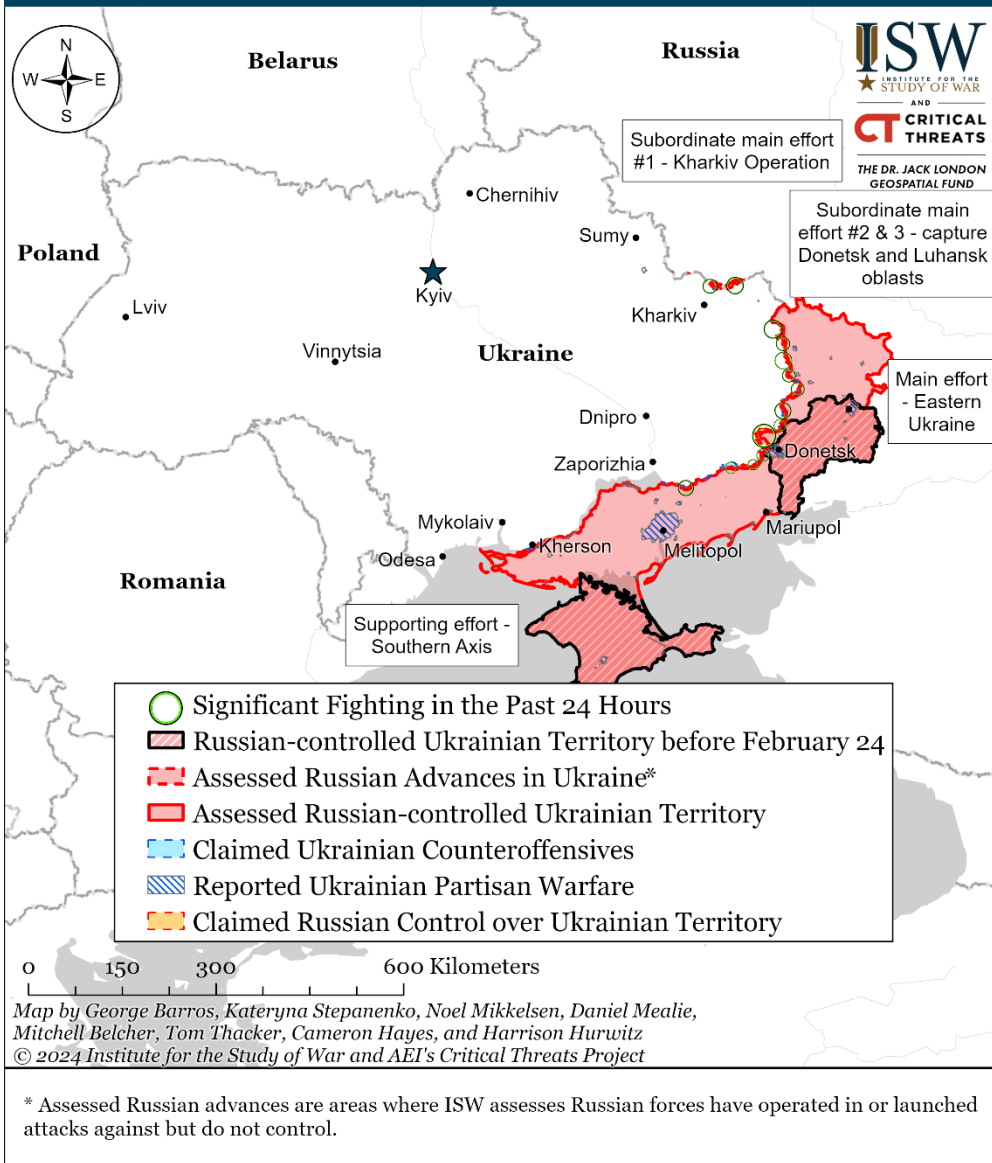 N
W
E
S
Belarus
Russia
ISW
INSTITUTE FOR THE
STUDY OF WAR
AND
CT CRITICAL
THREATS
THE DR. JACK LONDON
GEOSPATIAL FUND
Subordinate main effort
#1 - Kharkiv Operation
Subordinate main
effort #2 & 3 - capture
Donetsk and Luhansk
oblasts
Chernihiv
Sumy
Poland
Kyiv
Lviv
Kharkiv
Vinnytsia
Ukraine
Main effort
- Eastern
Ukraine
Dnipro
Donetsk
Zaporizhia
Mykolaiv
Mariupol
Kherson
Melitopol
Odesa
Romania
Supporting effort -
Southern Axis
Significant Fighting in the Past 24 Hours
Russian-controlled Ukrainian Territory before February 24
Assessed Russian Advances in Ukraine*
Assessed Russian-controlled Ukrainian Territory
Claimed Ukrainian Counteroffensives
Reported Ukrainian Partisan Warfare
Claimed Russian Control over Ukrainian Territory
0 150 300 600 Kilometers
Map by George Barros, Kateryna Stepanenko, Noel Mikkelsen, Daniel Mealie,
Mitchell Belcher, Tom Thacker, Cameron Hayes, and Harrison Hurwitz
© 2024 Institute for the Study of War and AEI's Critical Threats Project
* Assessed Russian advances are areas where ISW assesses Russian forces have operated in or launched
attacks against but do not control.